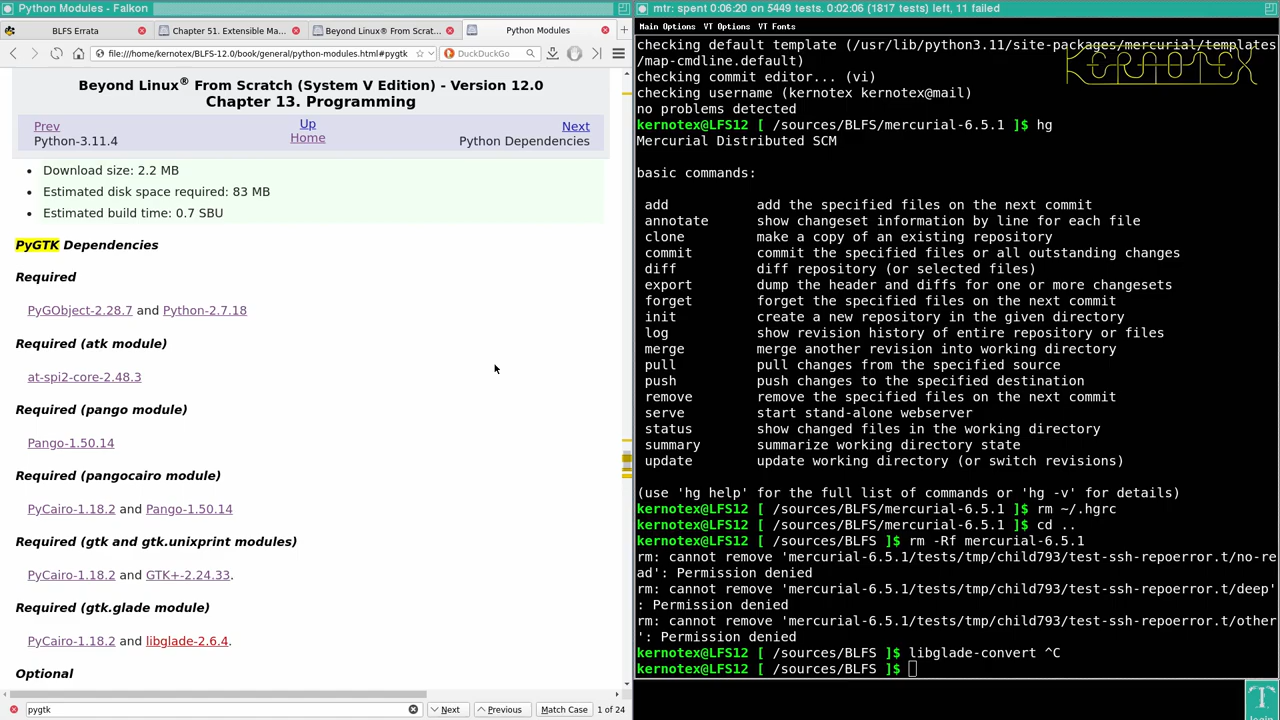 Python Modules - Falkon
BLFS Errata
Chapter 51. Extensible Ma...
Beyond Linux® From Scrat...
Python Modules
file:///home/kernotex/BLFS-12.0/book/general/python-modules.html#pygtk
DuckDuckGo
Beyond Linux® From Scratch (System V Edition) - Version 12.0
Chapter 13. Programming
Prev
Up
Next
Python-3.11.4
Home
Python Dependencies
• Download size: 2.2 MB
• Estimated disk space required: 83 MB
• Estimated build time: 0.7 SBU
PyGTK Dependencies
Required
PyGObject-2.28.7 and Python-2.7.18
Required (atk module)
at-spi2-core-2.48.3
Required (pango module)
Pango-1.50.14
Required (pangocairo module)
PyCairo-1.18.2 and Pango-1.50.14
Required (gtk and gtk.unixprint modules)
PyCairo-1.18.2 and GTK+-2.24.33.
Required (gtk.glade module)
PyCairo-1.18.2 and libglade-2.6.4.
Optional
pygtk
Next
Previous
Match Case
1 of 24
mtr: spent 0:06:20 on 5449 tests. 0:02:06 (1817 tests) left, 11 failed
Main Options VT Options VT Fonts
KERNOTEX
checking default template (/usr/lib/python3.11/site-packages/mercurial/templates
/map-cmdline.default)
checking commit editor... (vi)
checking username (kernotex kernotex@mail)
no problems detected
kernotex@LFS12 [ /sources/BLFS/mercurial-6.5.1 ]$ hg
Mercurial Distributed SCM
basic commands:
add add the specified files on the next commit
annotate show changeset information by line for each file
clone make a copy of an existing repository
commit commit the specified files or all outstanding changes
diff diff repository (or selected files)
export dump the header and diffs for one or more changesets
forget forget the specified files on the next commit
init create a new repository in the given directory
log show revision history of entire repository or files
merge merge another revision into working directory
pull pull changes from the specified source
push push changes to the specified destination
remove remove the specified files on the next commit
serve start stand-alone webserver
status show changed files in the working directory
summary summarize working directory state
update update working directory (or switch revisions)
(use 'hg help' for the full list of commands or 'hg -v' for details)
kernotex@LFS12 [ /sources/BLFS/mercurial-6.5.1 ]$ rm ~/.hgrc
kernotex@LFS12 [ /sources/BLFS/mercurial-6.5.1 ]$ cd ..
kernotex@LFS12 [ /sources/BLFS ]$ rm -Rf mercurial-6.5.1
rm: cannot remove 'mercurial-6.5.1/tests/tmp/child793/test-ssh-repoerror.t/no-re
ad': Permission denied
rm: cannot remove 'mercurial-6.5.1/tests/tmp/child793/test-ssh-repoerror.t/deep'
: Permission denied
rm: cannot remove 'mercurial-6.5.1/tests/tmp/child793/test-ssh-repoerror.t/other
': Permission denied
kernotex@LFS12 [ /sources/BLFS ]$ libglade-convert ^C
kernotex@LFS12 [ /sources/BLFS ]$
login